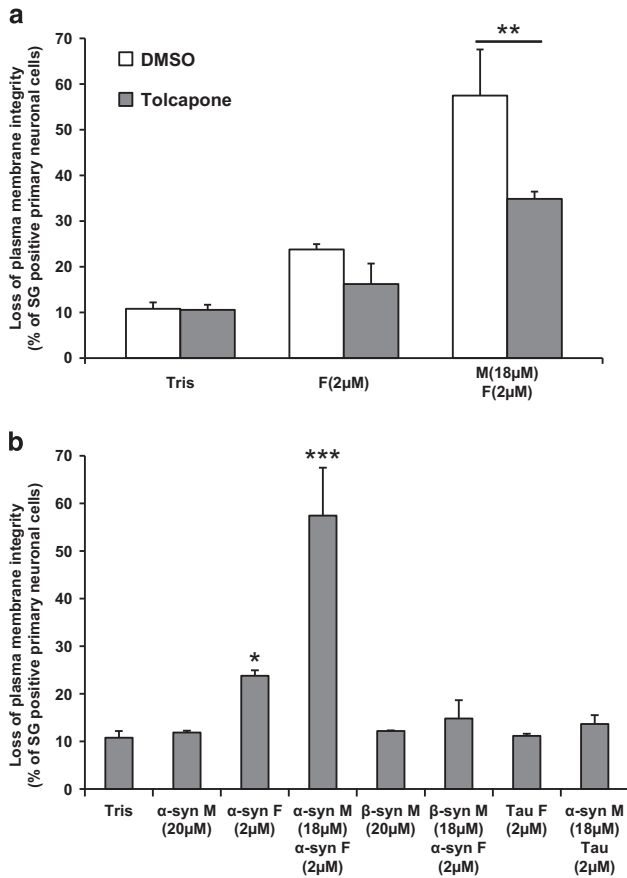 a
Loss of plasma membrane integrity
(% of SG positive primary neuronal cells)
70
60
50
40
30
20
10
0
DMSO
Tolcapone
**
Tris
F(2μM)
M(18μM)
F(2μM)
b
Loss of plasma membrane integrity
(% of SG positive primary neuronal cells)
70
60
50
40
30
20
10
0
*
***
Tris
α-syn M
(20μM)
α-syn F
(2μM)
α-syn M
(18μM)
α-syn F
(2μM)
β-syn M
(20μM)
β-syn M
(18μM)
α-syn F
(2μM)
Tau F
(2μM)
α-syn M
(18μM)
Tau
(2μM)